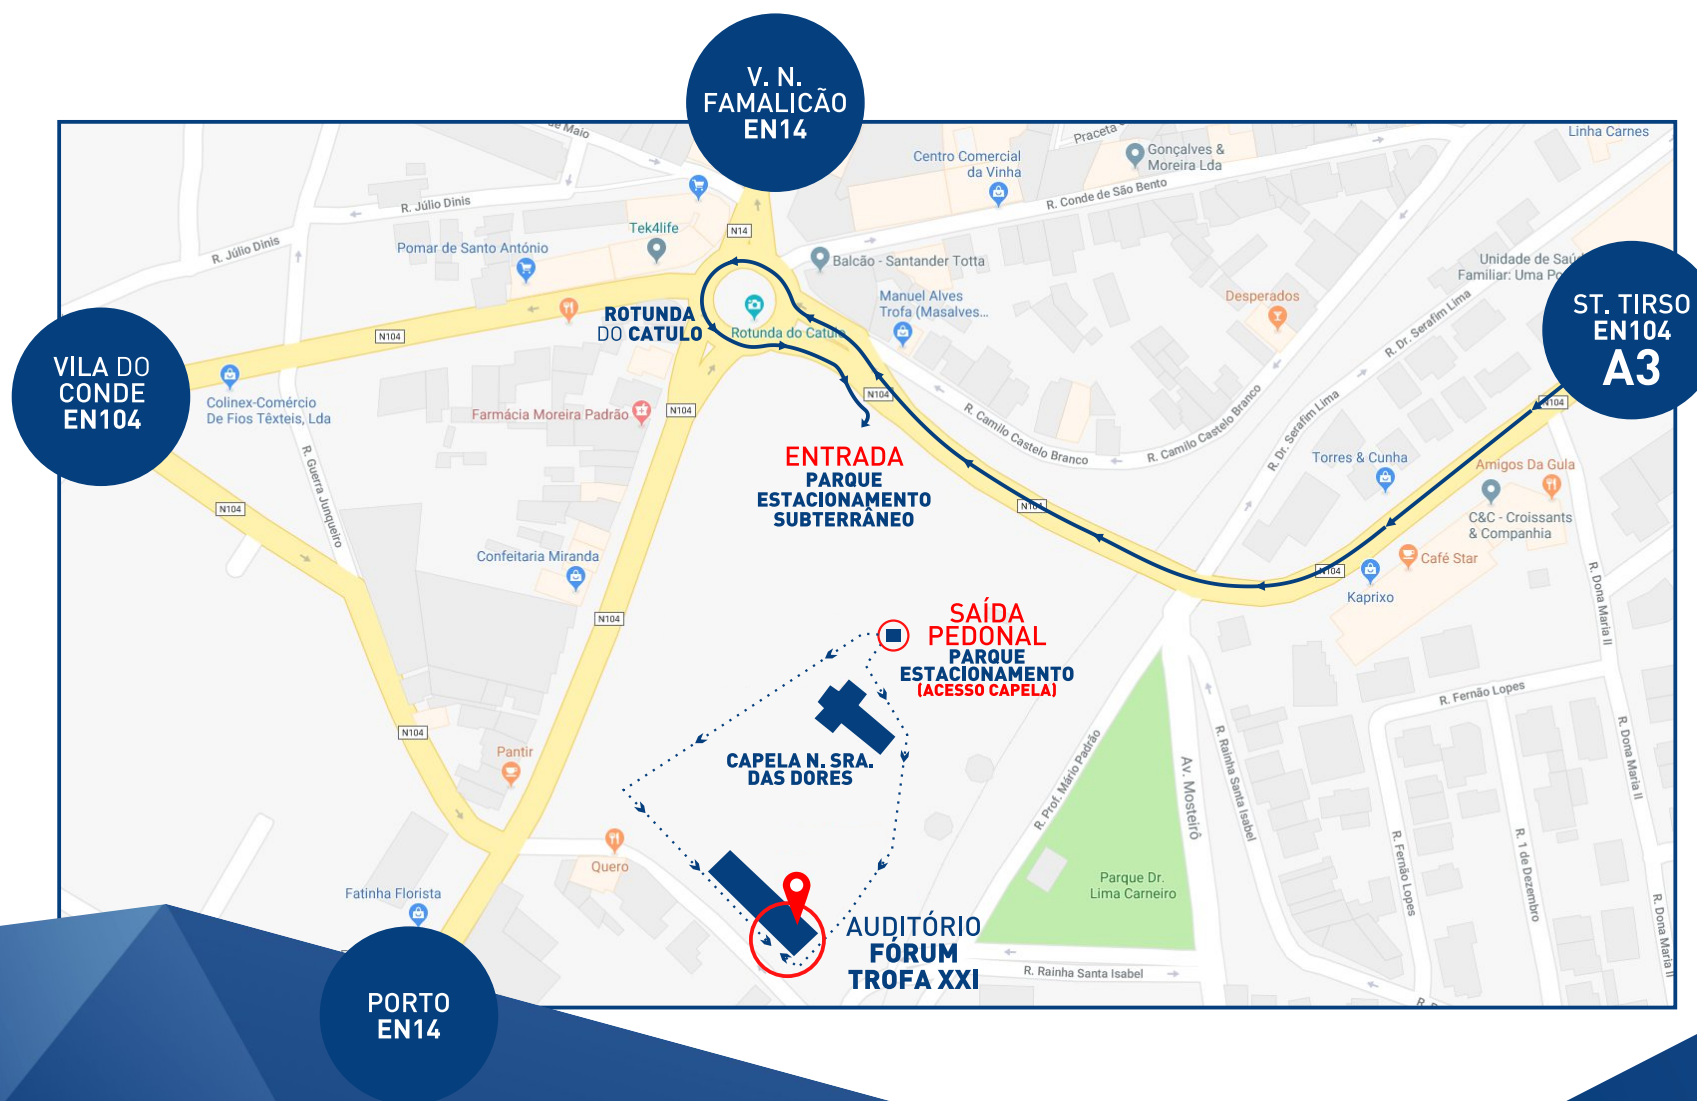 V. N.
FAMALICÃO
EN14
de Maio
Praceta
Gonçalves &
Moreira Lda
Linha Carnes
Centro Comercial
da Vinha
R. Conde de São Bento
R. Júlio Dinis
R. Júlio Dinis
Tek4life
N14
Pomar de Santo António
Balcão - Santander Totta
Unidade de Saú
Familiar: Uma Po
ST. TIRSO
EN104
A3
Manuel Alves
Trofa (Masalves...
Desperados
R. Dr. Serafim Lima
ROTUNDA
DO CATULO
Rotunda do Catulo
N104
VILA DO
CONDE
EN104
Colinex-Comércio
De Fios Têxteis, Lda
Farmácia Moreira Padrão
N104
N104
N104
R. Camilo Castelo Branco
R. Camilo Castelo Branco
R. Dr. Serafim Lima
R. Guerra Junqueiro
ENTRADA
PARQUE
ESTACIONAMENTO
SUBTERRÂNEO
Torres & Cunha
Amigos Da Gula
N104
N104
C&C - Croissants
& Companhia
Confeitaria Miranda
Café Star
N104
Kaprixo
R. Dona Maria II
N104
SAÍDA
PEDONAL
PARQUE
ESTACIONAMENTO
(ACESSO CAPELA)
R. Fernão Lopes
N104
Pantir
CAPELA N. SRA.
DAS DORES
R. Prof. Mário Padrão
Av. Mosteirô
R. Rainha Santa Isabel
R. Dona Maria II
Quero
Parque Dr.
Lima Carneiro
R. Fernão Lopes
R. 1 de Dezembro
Fatinha Florista
R. Dona Maria II
AUDITÓRIO
FÓRUM
TROFA XXI
R. Rainha Santa Isabel
PORTO
EN14